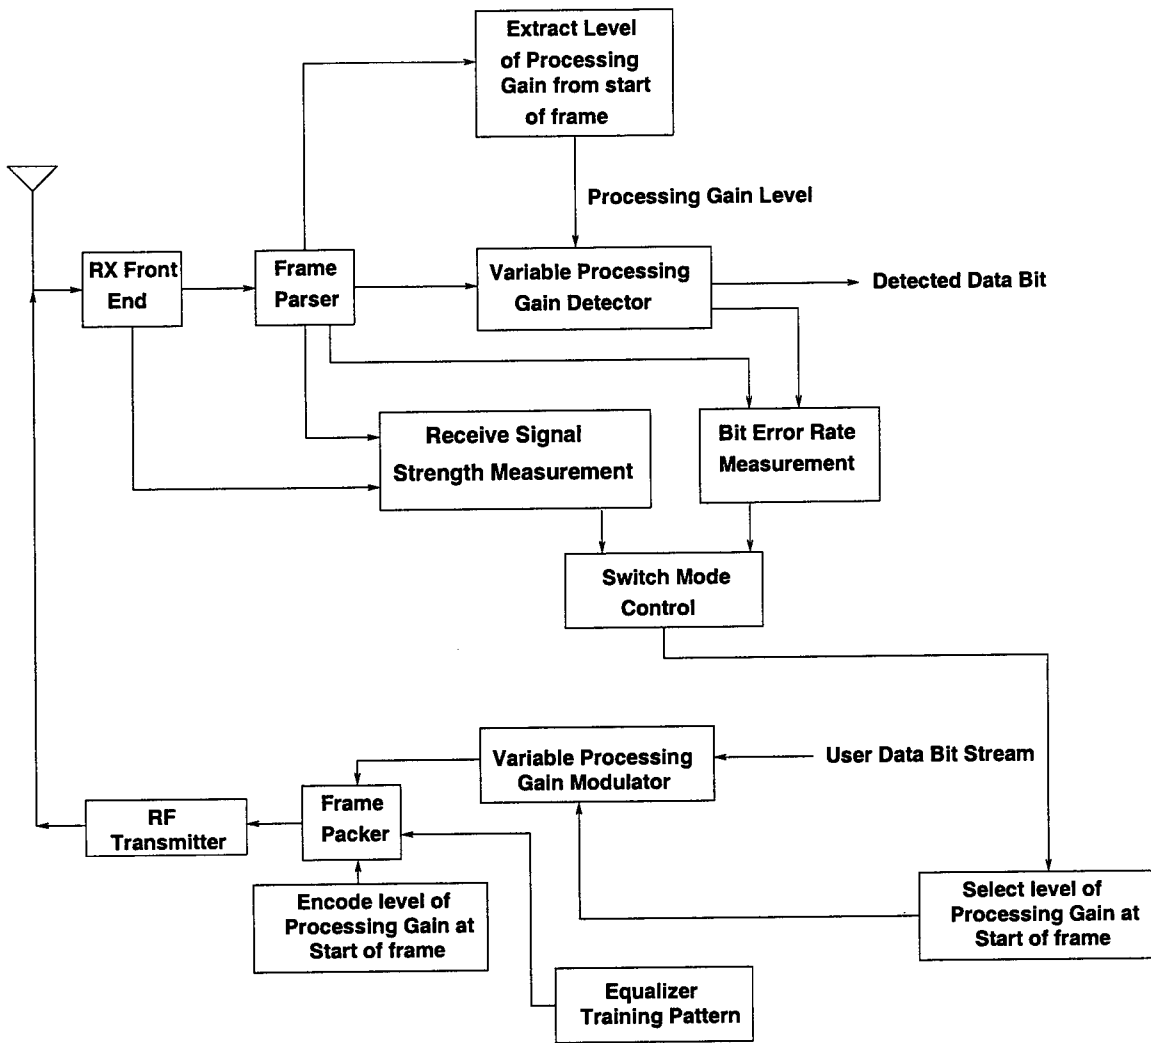 Extract Level
of Processing
Gain from start
of frame
Processing Gain Level
RX Front
End
Frame
Parser
Variable Processing
Gain Detector
Detected Data Bit
Receive Signal
Strength Measurement
Bit Error Rate
Measurement
Switch Mode
Control
Variable Processing
Gain Modulator
User Data Bit Stream
RF
Transmitter
Frame
Packer
Encode level of
Processing Gain at
Start of frame
Select level of
Processing Gain at
Start of frame
Equalizer
Training Pattern